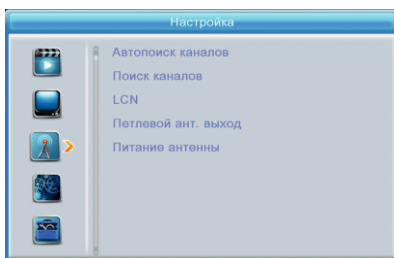 Настройка
Автопоиск каналов
Поиск каналов
LCN
Петлевой ант. выход
Питание антенны